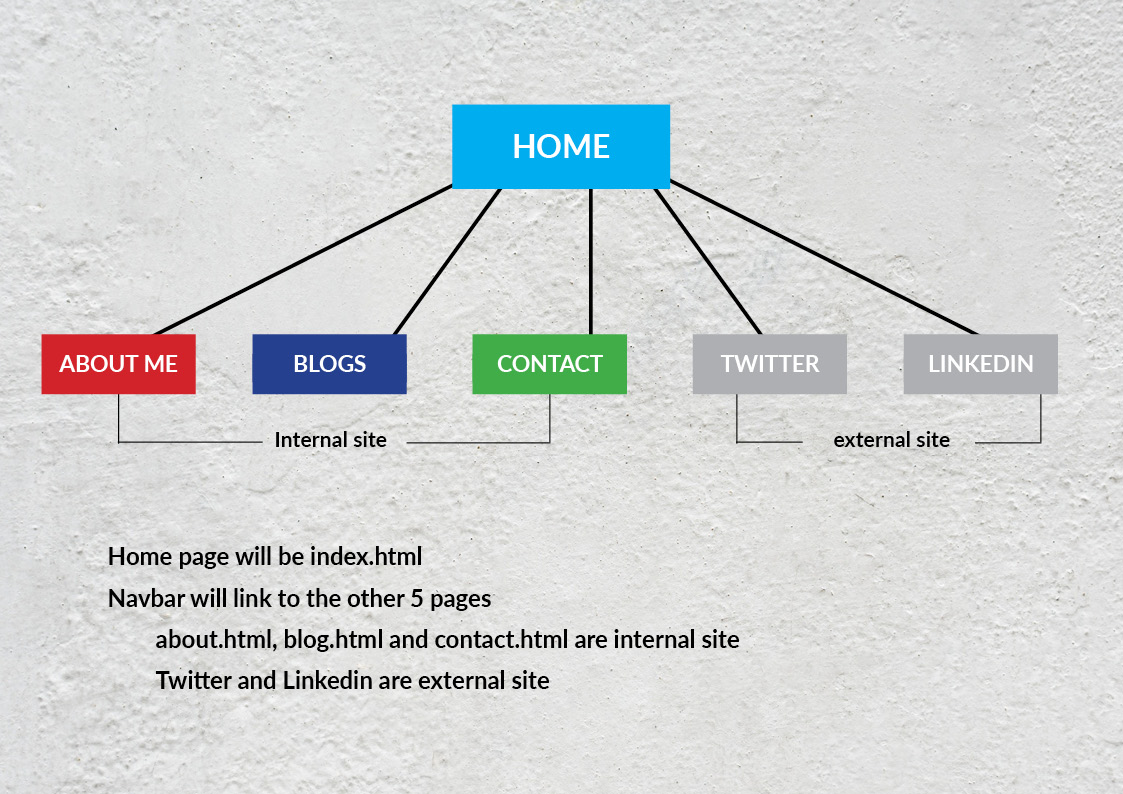 HOME
ABOUT ME
BLOGS
CONTACT
TWITTER
LINKEDIN
Internal site
external site
Home page will be index.html
Navbar will link to the other 5 pages
about.html, blog.html and contact.html are internal site
Twitter and Linkedin are external site